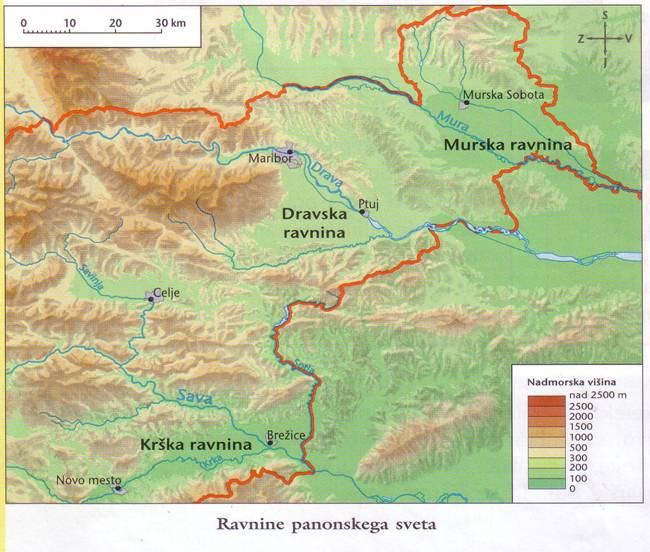 0 10 20 30 km
S
Z V
J
Murska Sobota
Mura
Murska ravnina
Maribor
Drava
Ptuj
Dravska
ravnina
Savinja
Celje
Sotla
Sava
Krška ravnina
Brežice
Krka
Novo mesto
Nadmorska višina
nad 2500 m
2500
2000
1500
1000
500
300
200
100
0
Ravnine panonskega sveta